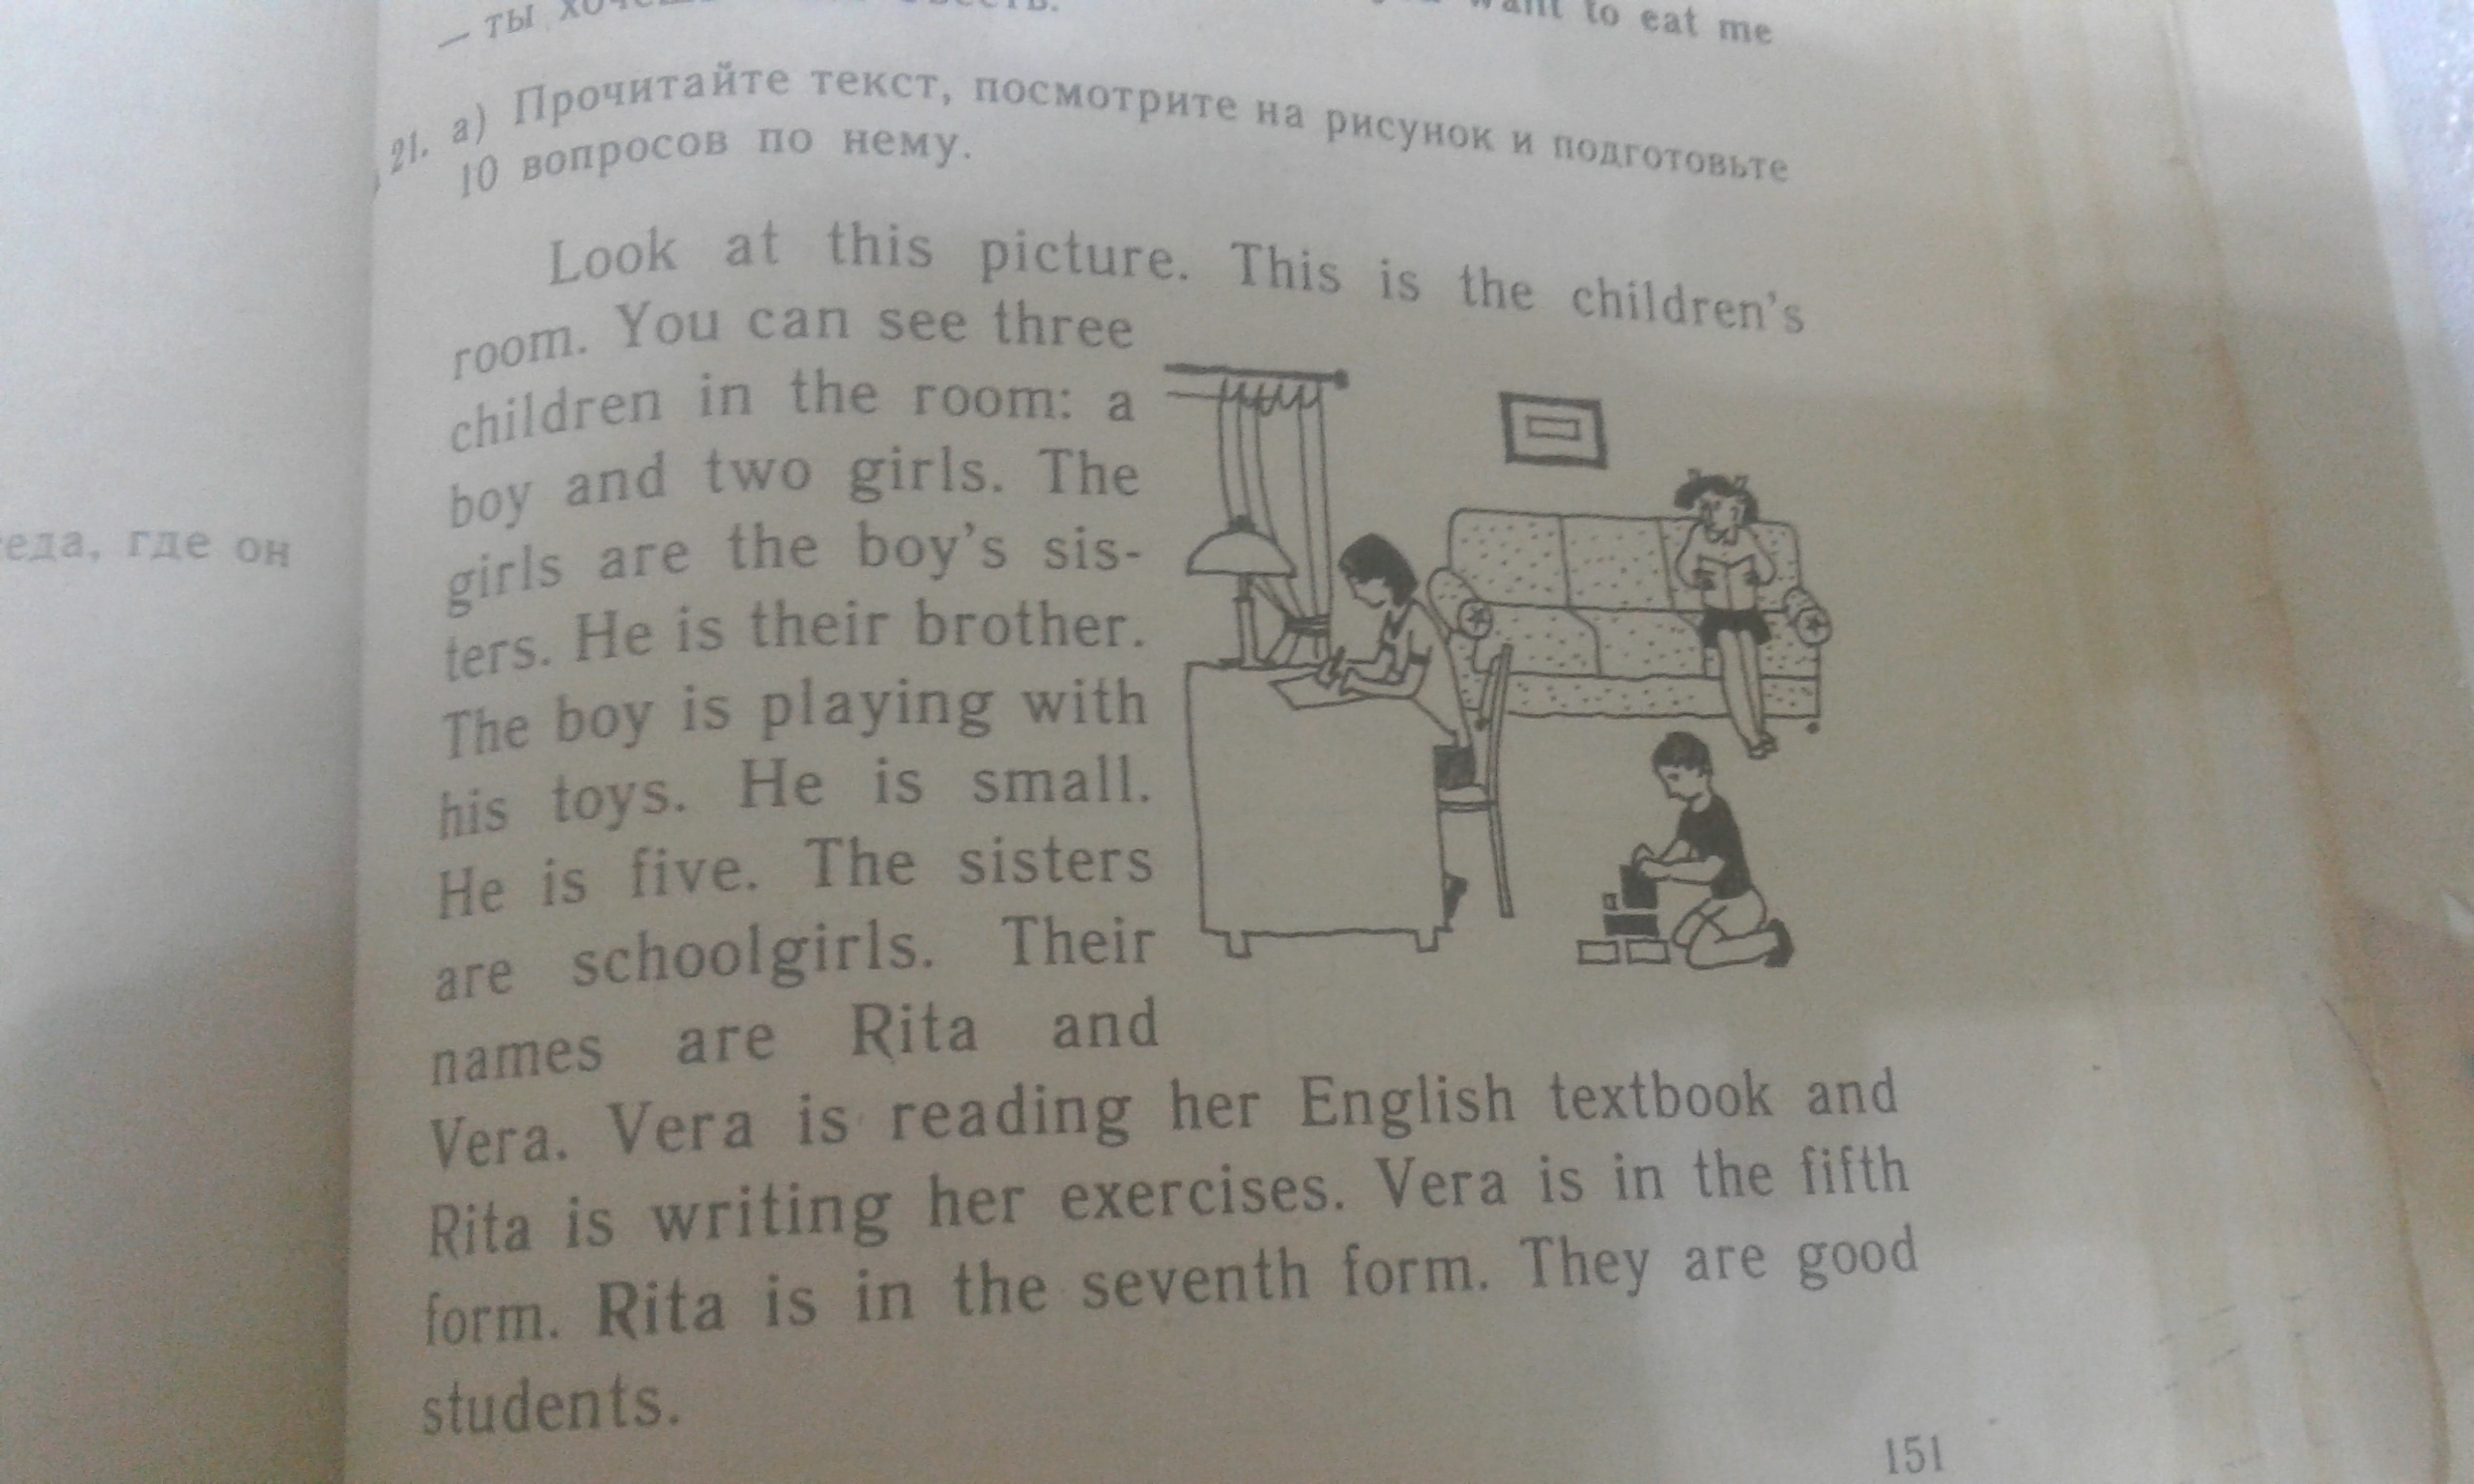 — ты
want to eat me
21. а) Прочитайте текст, посмотрите на рисунок и подготовьте
10 вопросов по нему.
Look at this picture. This is the children's
room. You can see three
children in the room: a
boy and two girls. The
girls are the boy's sis-
ters. He is their brother.
The boy is playing with
his toys. He is small.
He is five. The sisters
are schoolgirls. Their
names are Rita and
Vera. Vera is reading her English textbook and
Rita is writing her exercises. Vera is in the fifth
form. Rita is in the seventh form. They are good
students.
151
где он